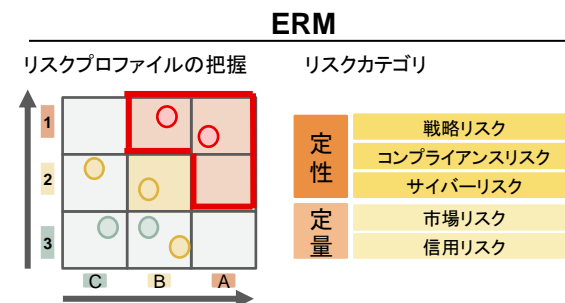 ERM
リスクプロファイルの把握
リスクカテゴリ
1
2
3
C
B
A
定性
戦略リスク
コンプライアンスリスク
サイバーリスク
定量
市場リスク
信用リスク